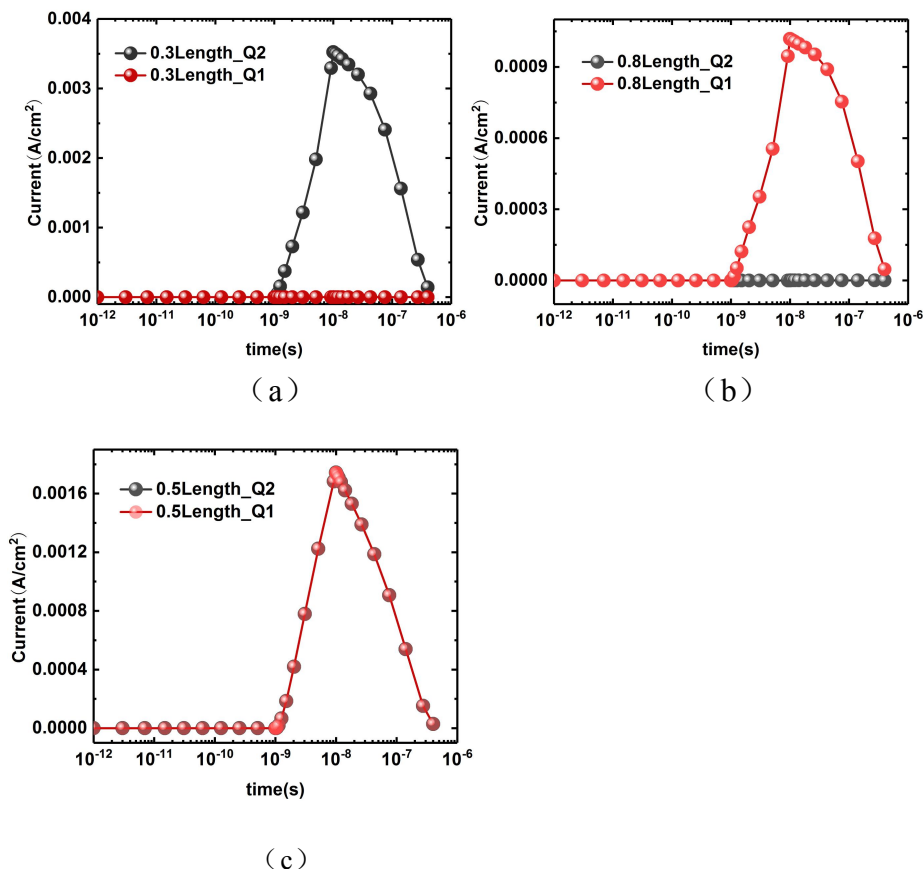 0.004
0.003
0.002
0.001
0.000
Current(A/cm²)
0.3Length_Q2
0.3Length_Q1
10⁻¹² 10⁻¹¹ 10⁻¹⁰ 10⁻⁹ 10⁻⁸ 10⁻⁷ 10⁻⁶
time(s)
(a)
0.0009
0.0006
0.0003
0.0000
Current(A/cm²)
0.8Length_Q2
0.8Length_Q1
10⁻¹² 10⁻¹¹ 10⁻¹⁰ 10⁻⁹ 10⁻⁸ 10⁻⁷ 10⁻⁶
time(s)
(b)
0.0016
0.0012
0.0008
0.0004
0.0000
Current(A/cm²)
0.5Length_Q2
0.5Length_Q1
10⁻¹² 10⁻¹¹ 10⁻¹⁰ 10⁻⁹ 10⁻⁸ 10⁻⁷ 10⁻⁶
time(s)
(c)